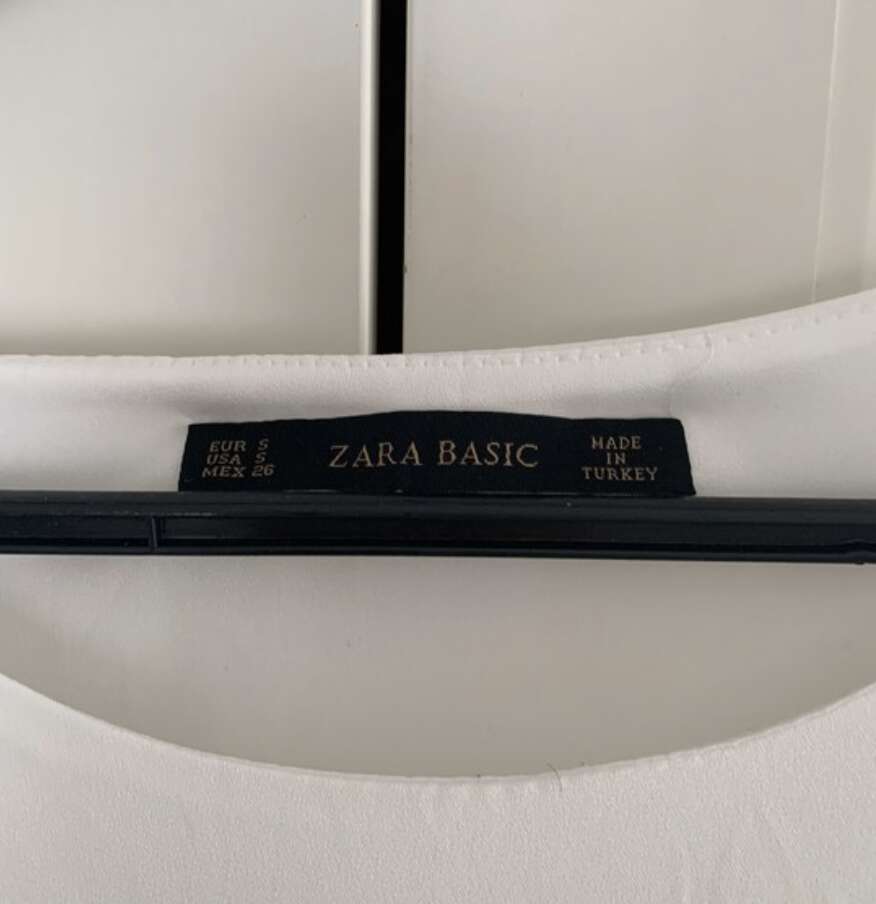 EUR S
USA S
MEX 26
ZARA BASIC
MADE
IN
TURKEY